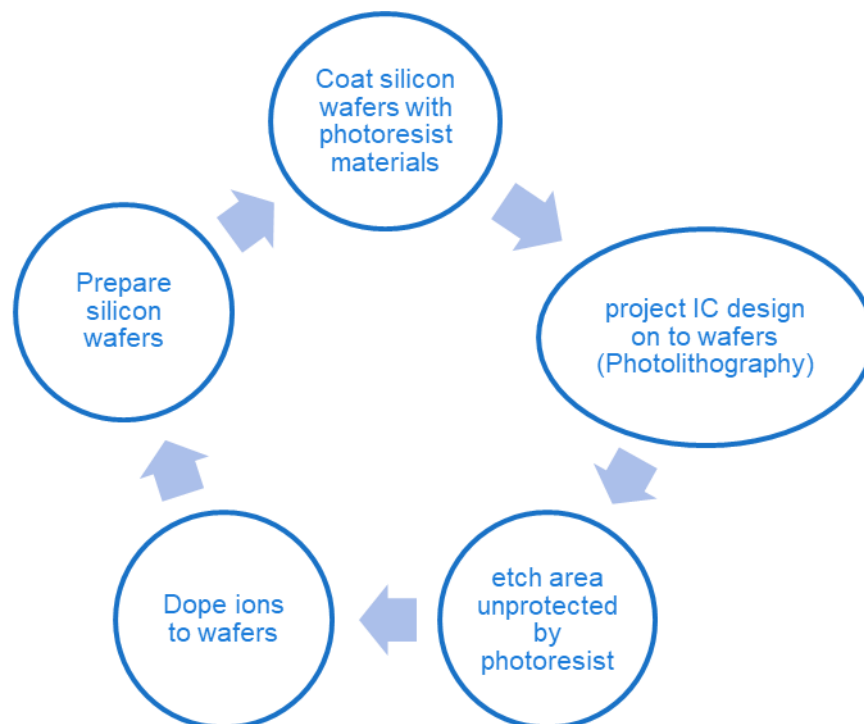 Coat silicon
wafers with
photoresist
materials
Prepare
silicon
wafers
project IC design
on to wafers
(Photolithography)
etch area
unprotected
by
photoresist
Dope ions
to wafers